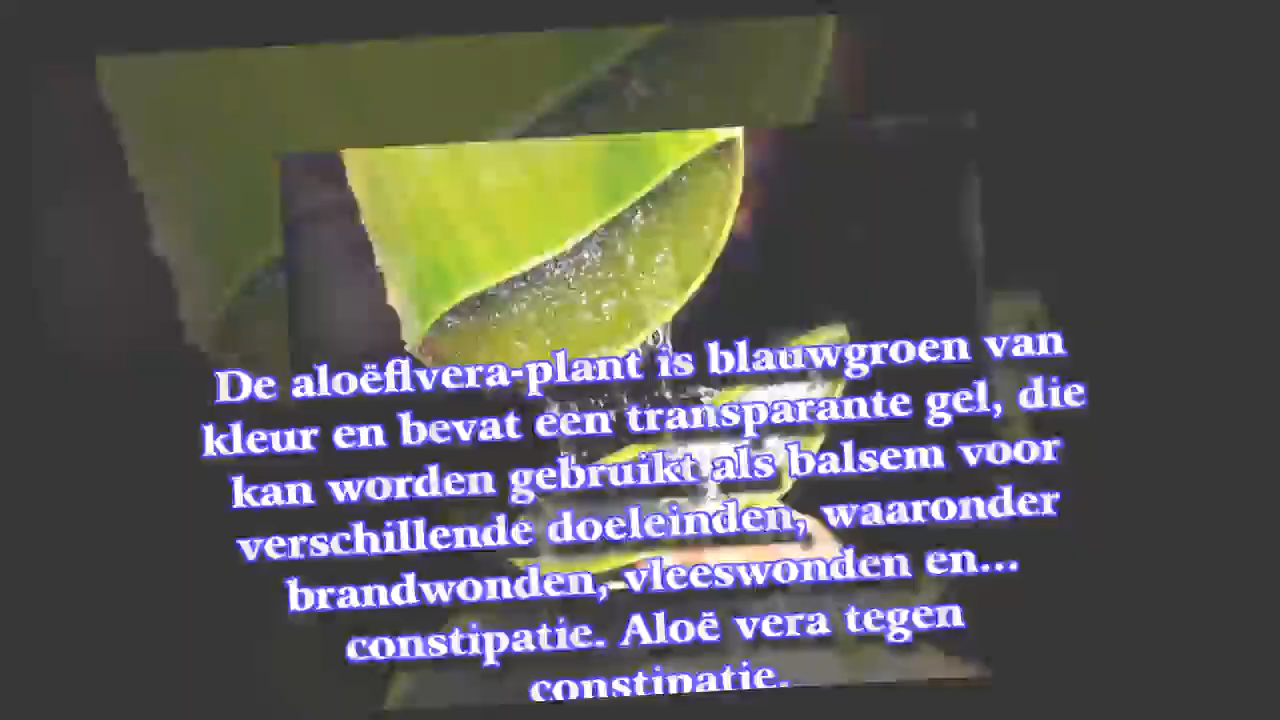 De aloëflvera-plant is blauwgroen van
kleur en bevat een transparante gel, die
kan worden gebruikt als balsem voor
verschillende doeleinden, waaronder
brandwonden, vleeswonden en...
constipatie. Aloë vera tegen
constipatie.